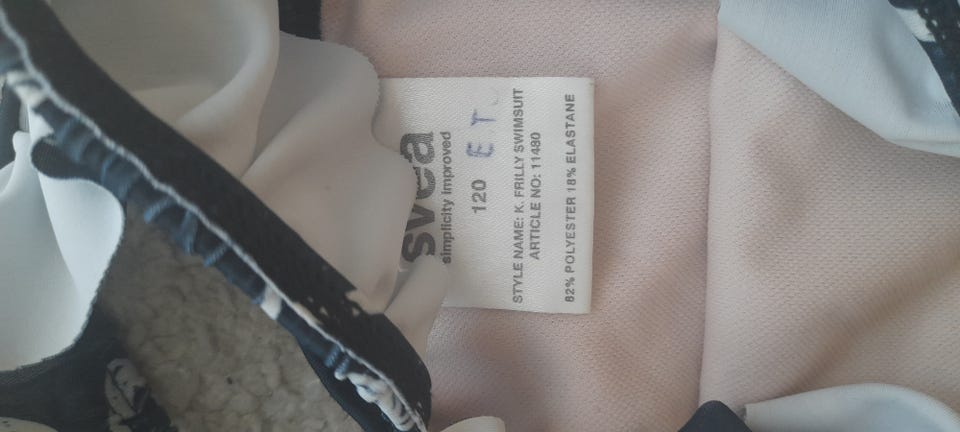 svea
simplicity improved
120
E.T
STYLE NAME: K. FRILLY SWIMSUIT
ARTICLE NO: 11480
82% POLYESTER 18% ELASTANE